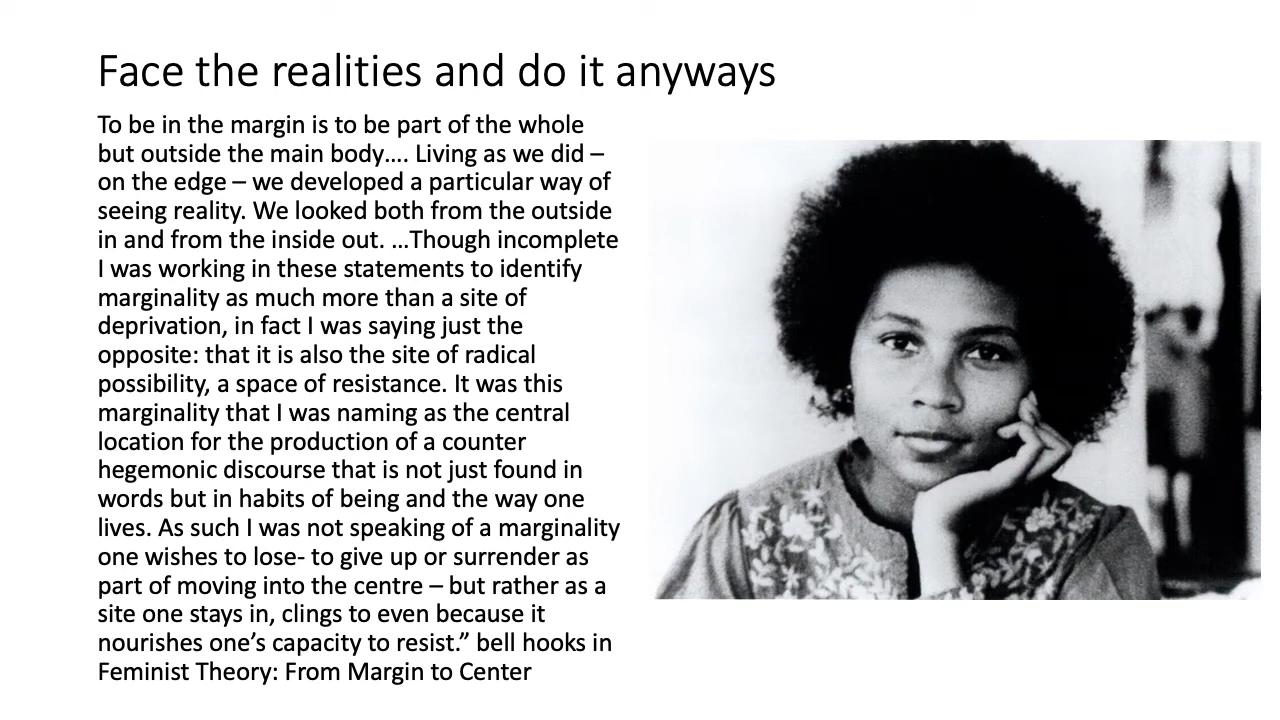 Face the realities and do it anyways
To be in the margin is to be part of the whole
but outside the main body.... Living as we did –
on the edge – we developed a particular way of
seeing reality. We looked both from the outside
in and from the inside out. ...Though incomplete
I was working in these statements to identify
marginality as much more than a site of
deprivation, in fact I was saying just the
opposite: that it is also the site of radical
possibility, a space of resistance. It was this
marginality that I was naming as the central
location for the production of a counter
hegemonic discourse that is not just found in
words but in habits of being and the way one
lives. As such I was not speaking of a marginality
one wishes to lose- to give up or surrender as
part of moving into the centre – but rather as a
site one stays in, clings to even because it
nourishes one’s capacity to resist.” bell hooks in
Feminist Theory: From Margin to Center